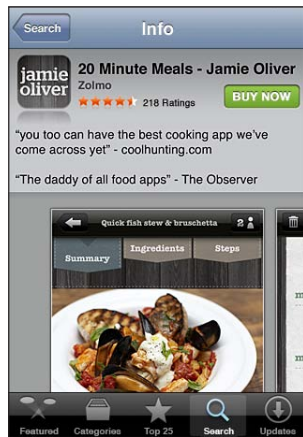 Search
Info
jamie
oliver
20 Minute Meals - Jamie Oliver
Zolmo
218 Ratings
BUY NOW
“you too can have the best cooking app we’ve
come across yet” - coolhunting.com
“The daddy of all food apps” - The Observer
Quick fish stew & bruschetta
2
Summary
Ingredients
Steps
Featured
Categories
Top 25
Search
Updates